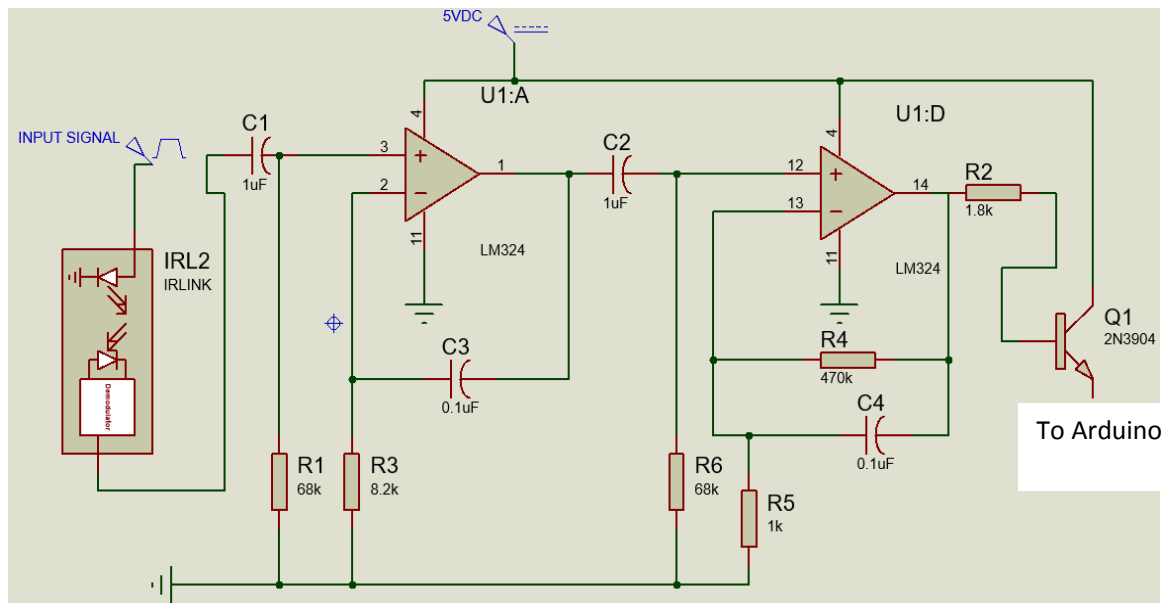 5VDC
INPUT SIGNAL
C1
1uF
U1:A
4
3
2
1
11
LM324
C2
1uF
U1:D
4
12
13
14
11
LM324
R2
1.8k
IRL2
IRLINK
Demodulator
C3
0.1uF
R4
470k
C4
0.1uF
Q1
2N3904
To Arduino
R1
68k
R3
8.2k
R6
68k
R5
1k